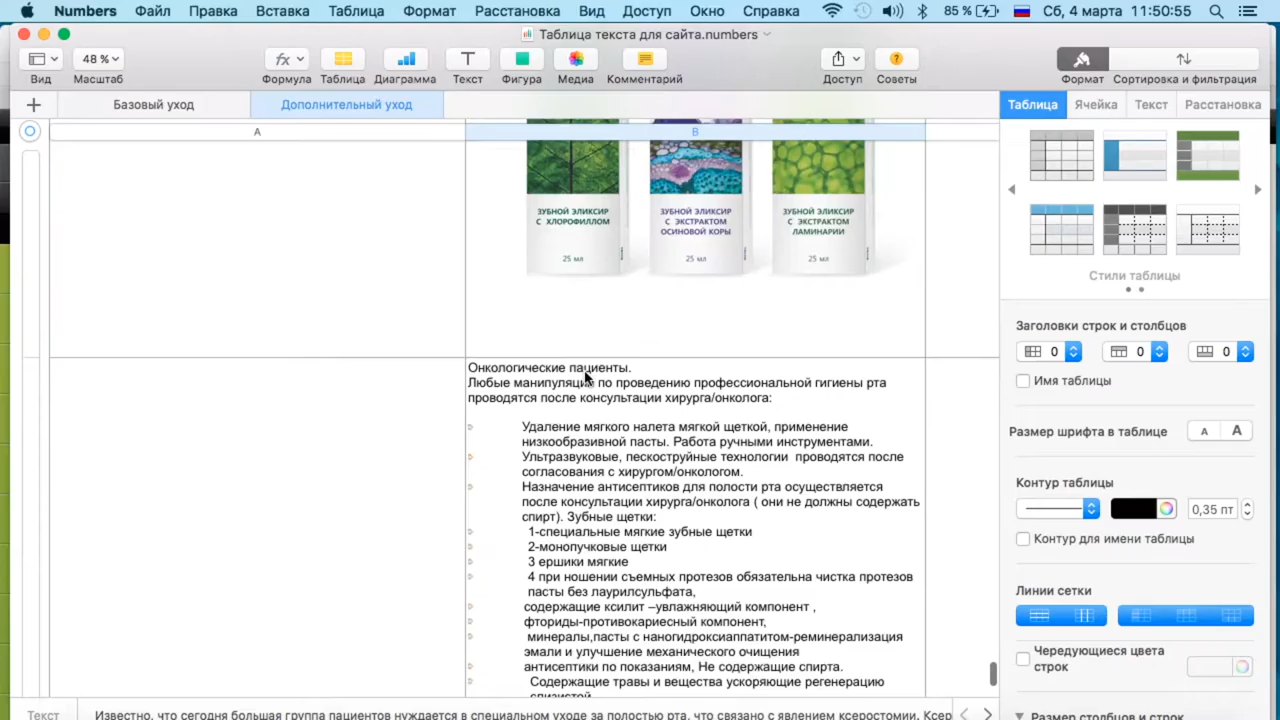 Numbers Файл Правка Вставка Таблица Формат Расстановка Вид Доступ Окно Справка 85 % Сб, 4 марта 11:50:55
Таблица текста для сайта.numbers
48 %
Вид Масштаб Формула Таблица Диаграмма Текст Фигура Медиа Комментарий Доступ Советы Формат Сортировка и фильтрация
Базовый уход Дополнительный уход
Таблица Ячейка Текст Расстановка
A B
ЗУБНОЙ ЭЛИКСИР
С ХЛОРОФИЛЛОМ
25 мл
ЗУБНОЙ ЭЛИКСИР
С ЭКСТРАКТОМ
ОСИНОВОЙ КОРЫ
25 мл
ЗУБНОЙ ЭЛИКСИР
С ЭКСТРАКТОМ
ЛАМИНАРИИ
25 мл
Онкологические пациенты.
Любые манипуляции по проведению профессиональной гигиены рта
проводятся после консультации хирурга/онколога:
Удаление мягкого налета мягкой щеткой, применение
низкообразивной пасты. Работа ручными инструментами.
Ультразвуковые, пескоструйные технологии проводятся после
согласования с хирургом/онкологом.
Назначение антисептиков для полости рта осуществляется
после консультации хирурга/онколога ( они не должны содержать
спирт). Зубные щетки:
1-специальные мягкие зубные щетки
2-монопучковые щетки
3 ершики мягкие
4 при ношении съемных протезов обязательна чистка протезов
пасты без лаурилсульфата,
содержащие ксилит –увлажняющий компонент ,
фториды-противокариесный компонент,
минералы,пасты с наногидроксиаппатитом-реминерализация
эмали и улучшение механического очищения
антисептики по показаниям, Не содержащие спирта.
Содержащие травы и вещества ускоряющие регенерацию
слизистой
Стили таблицы
Заголовки строк и столбцов
0 0 0
Имя таблицы
Размер шрифта в таблице A A
Контур таблицы
0,35 пт
Контур для имени таблицы
Линии сетки
Чередующиеся цвета
строк
Размер столбцов и строк
Текст Известно, что сегодня большая группа пациентов нуждается в специальном уходе за полостью рта, что связано с явлением ксеростомии. Ксер